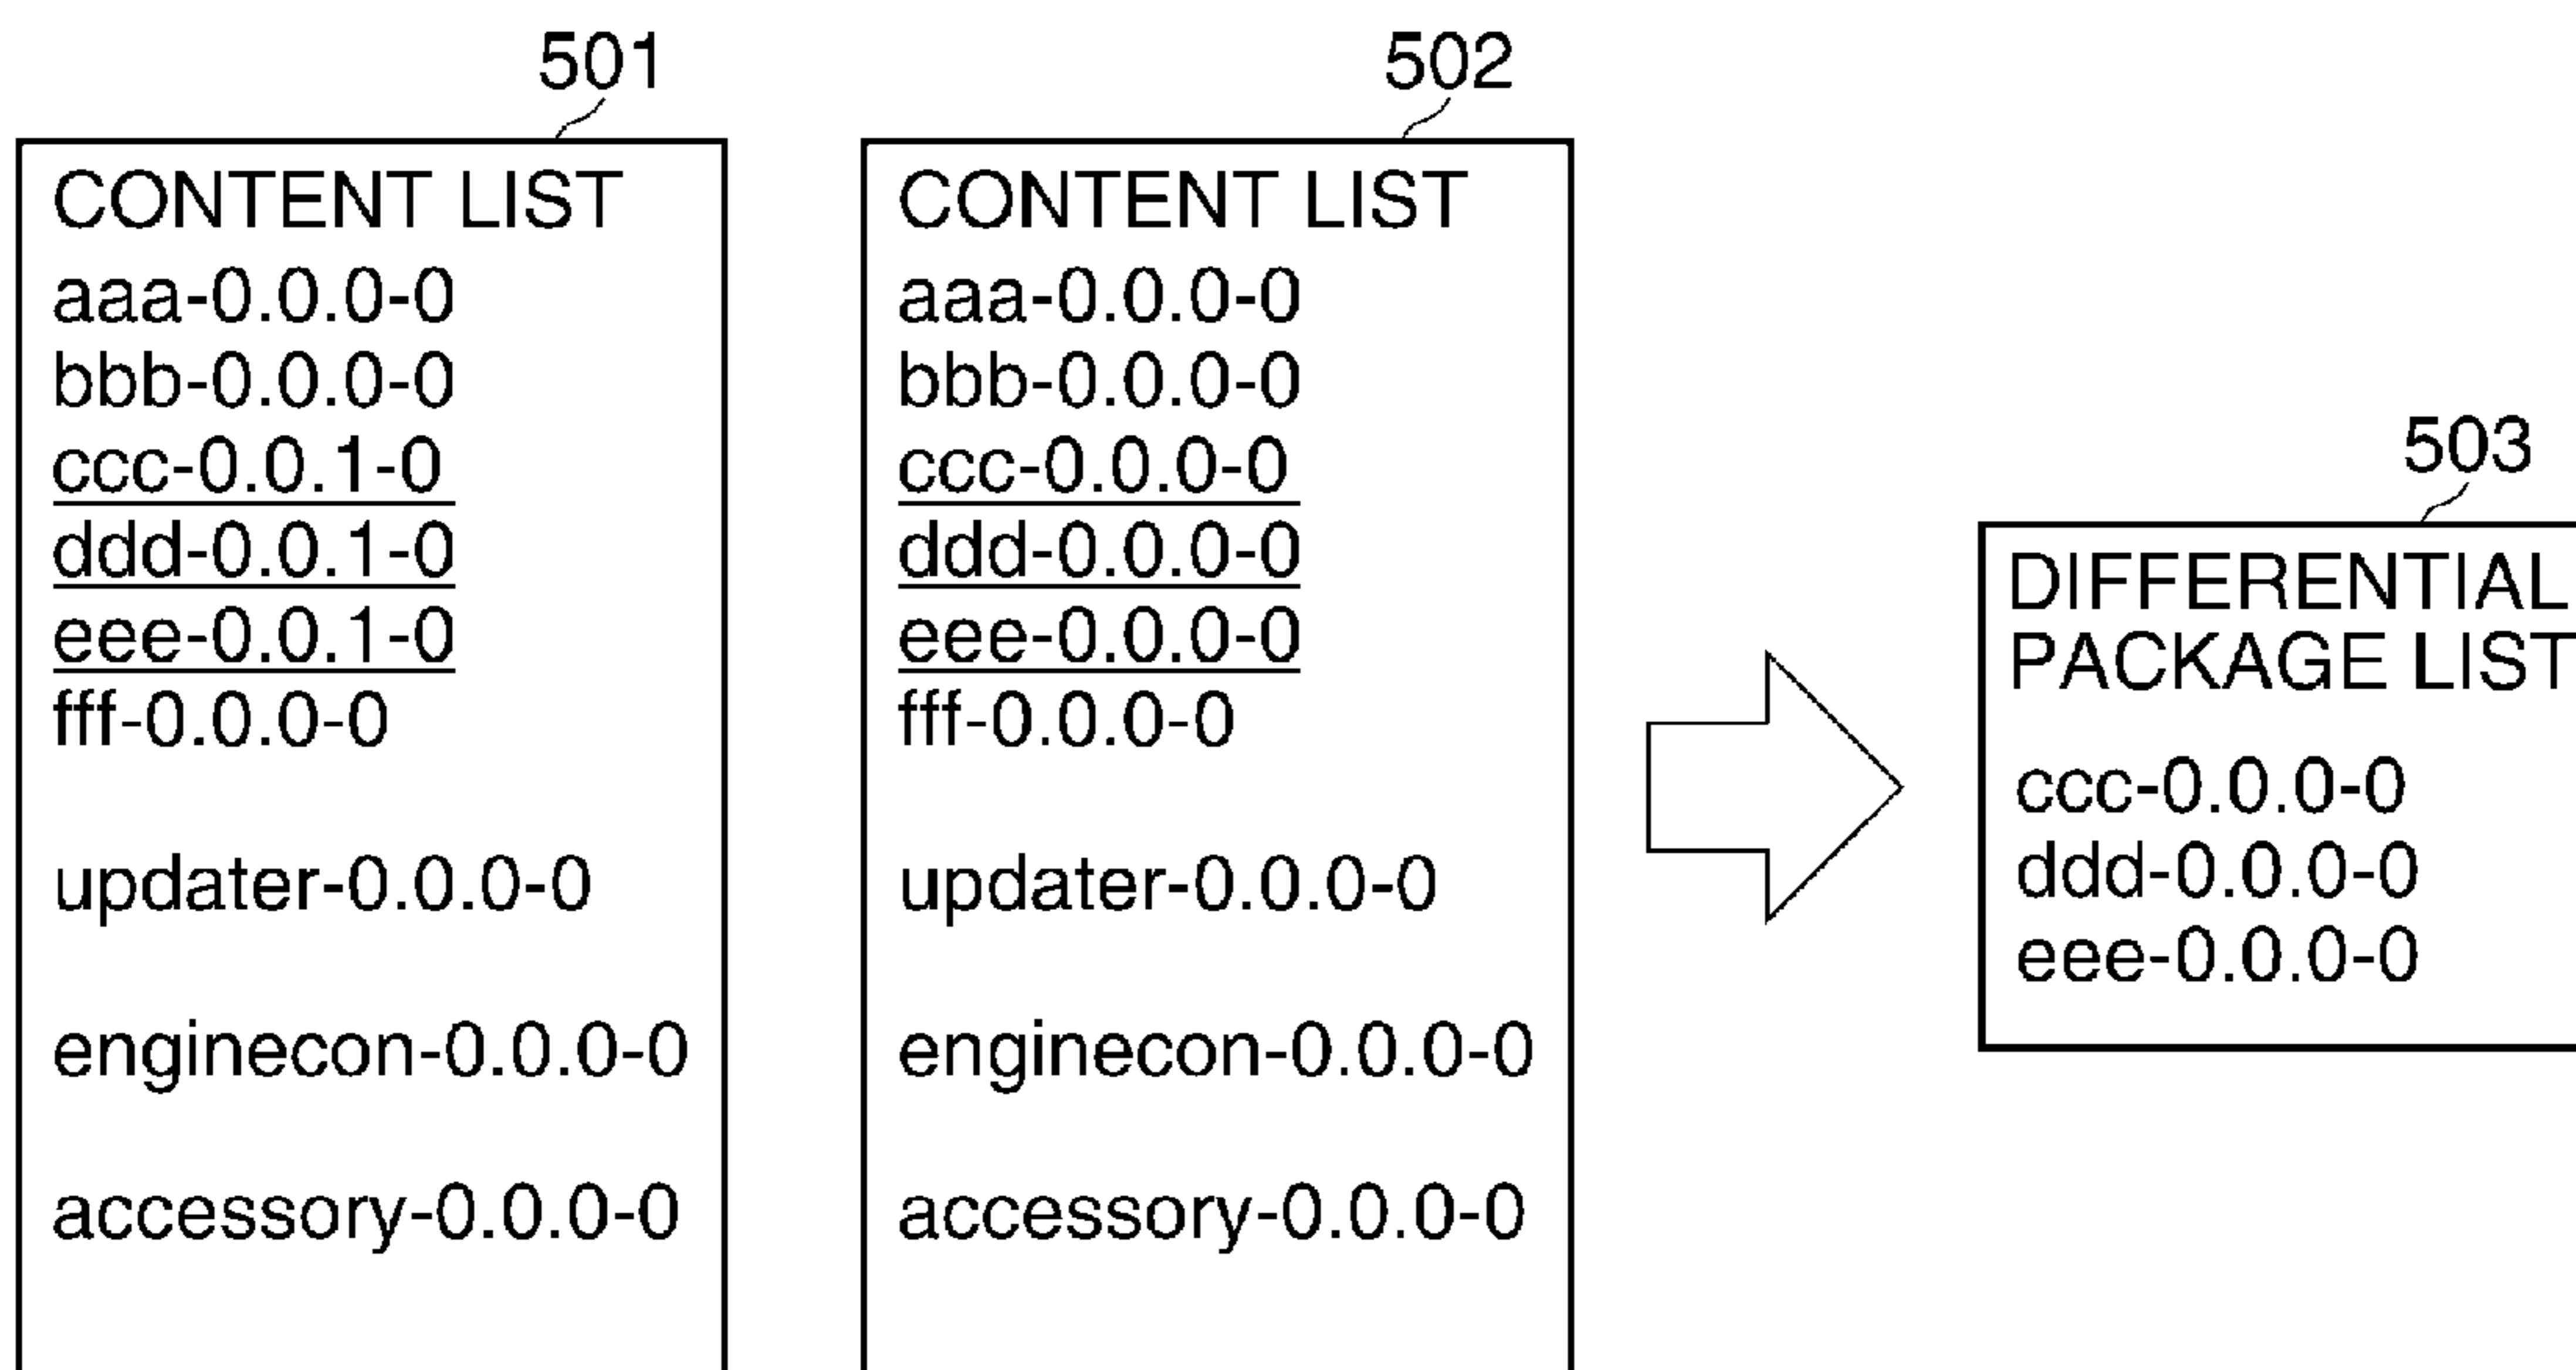 501
CONTENT LIST
aaa-0.0.0-0
bbb-0.0.0-0
ccc-0.0.1-0
ddd-0.0.1-0
eee-0.0.1-0
fff-0.0.0-0
updater-0.0.0-0
enginecon-0.0.0-0
accessory-0.0.0-0
502
CONTENT LIST
aaa-0.0.0-0
bbb-0.0.0-0
ccc-0.0.0-0
ddd-0.0.0-0
eee-0.0.0-0
fff-0.0.0-0
updater-0.0.0-0
enginecon-0.0.0-0
accessory-0.0.0-0
503
DIFFERENTIAL
PACKAGE LIST
ccc-0.0.0-0
ddd-0.0.0-0
eee-0.0.0-0